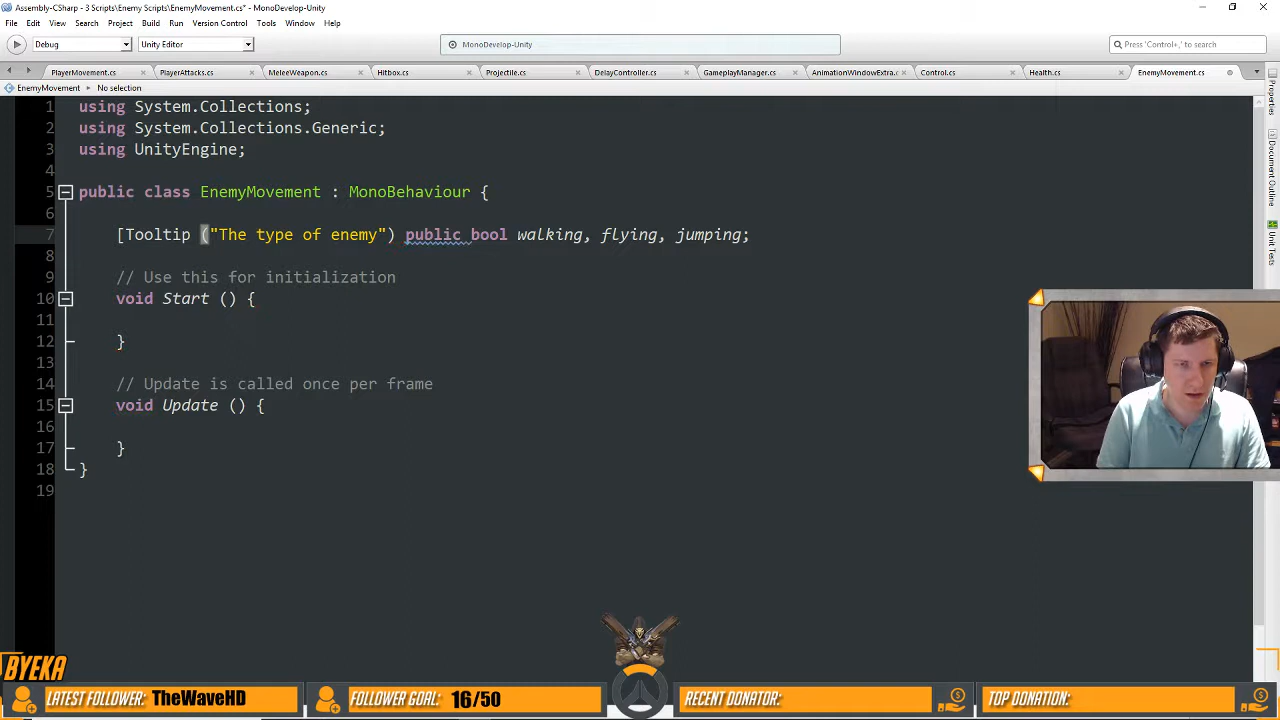 Assembly-CSharp - 3 Scripts/Enemy Scripts\EnemyMovement.cs* - MonoDevelop-Unity
File Edit View Search Project Build Run Version Control Tools Window Help
Debug Unity Editor MonoDevelop-Unity Press 'Control+,' to search
PlayerMovement.cs PlayerAttacks.cs MeleeWeapon.cs Hitbox.cs Projectile.cs DelayController.cs GameplayManager.cs AnimationWindowExtra.c Control.cs Health.cs EnemyMovement.cs
EnemyMovement No selection
1 using System.Collections;
2 using System.Collections.Generic;
3 using UnityEngine;
4
5 public class EnemyMovement : MonoBehaviour {
6
7 [Tooltip ("The type of enemy") public bool walking, flying, jumping;
8
9 // Use this for initialization
10 void Start () {
11
12 }
13
14 // Update is called once per frame
15 void Update () {
16
17 }
18 }
19
Properties
Document Outline
Unit Tests
BYEKA
LATEST FOLLOWER: TheWaveHD FOLLOWER GOAL: 16/50 RECENT DONATOR: TOP DONATION: